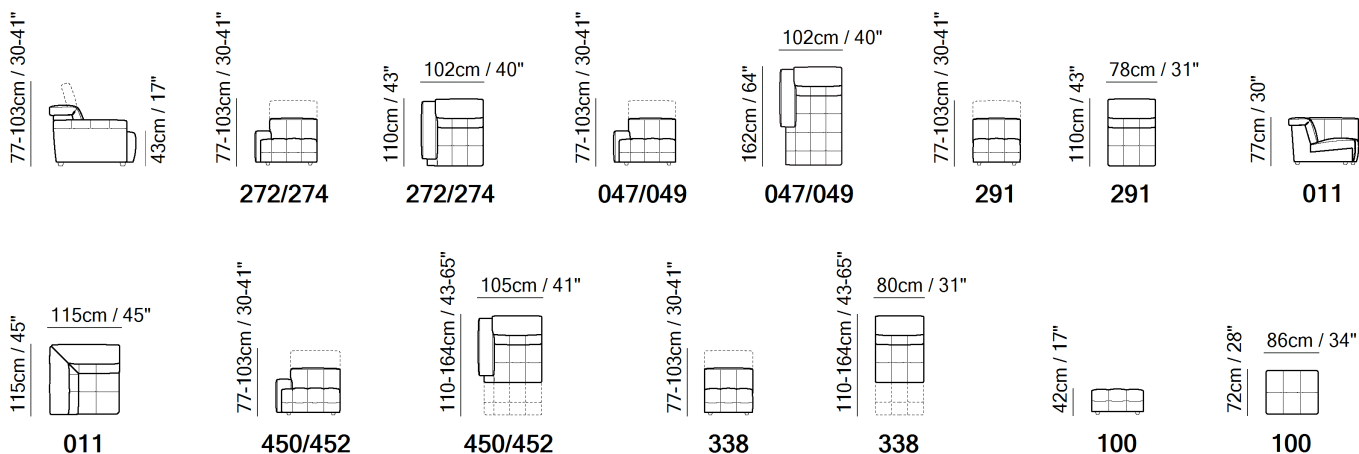 77-103cm / 30-41"
43cm / 17"
77-103cm / 30-41"
272/274
110cm / 43"
102cm / 40"
272/274
77-103cm / 30-41"
047/049
162cm / 64"
102cm / 40"
047/049
77-103cm / 30-41"
291
110cm / 43"
78cm / 31"
291
77cm / 30"
011
115cm / 45"
115cm / 45"
011
77-103cm / 30-41"
450/452
110-164cm / 43-65"
105cm / 41"
450/452
77-103cm / 30-41"
338
110-164cm / 43-65"
80cm / 31"
338
42cm / 17"
100
72cm / 28"
86cm / 34"
100